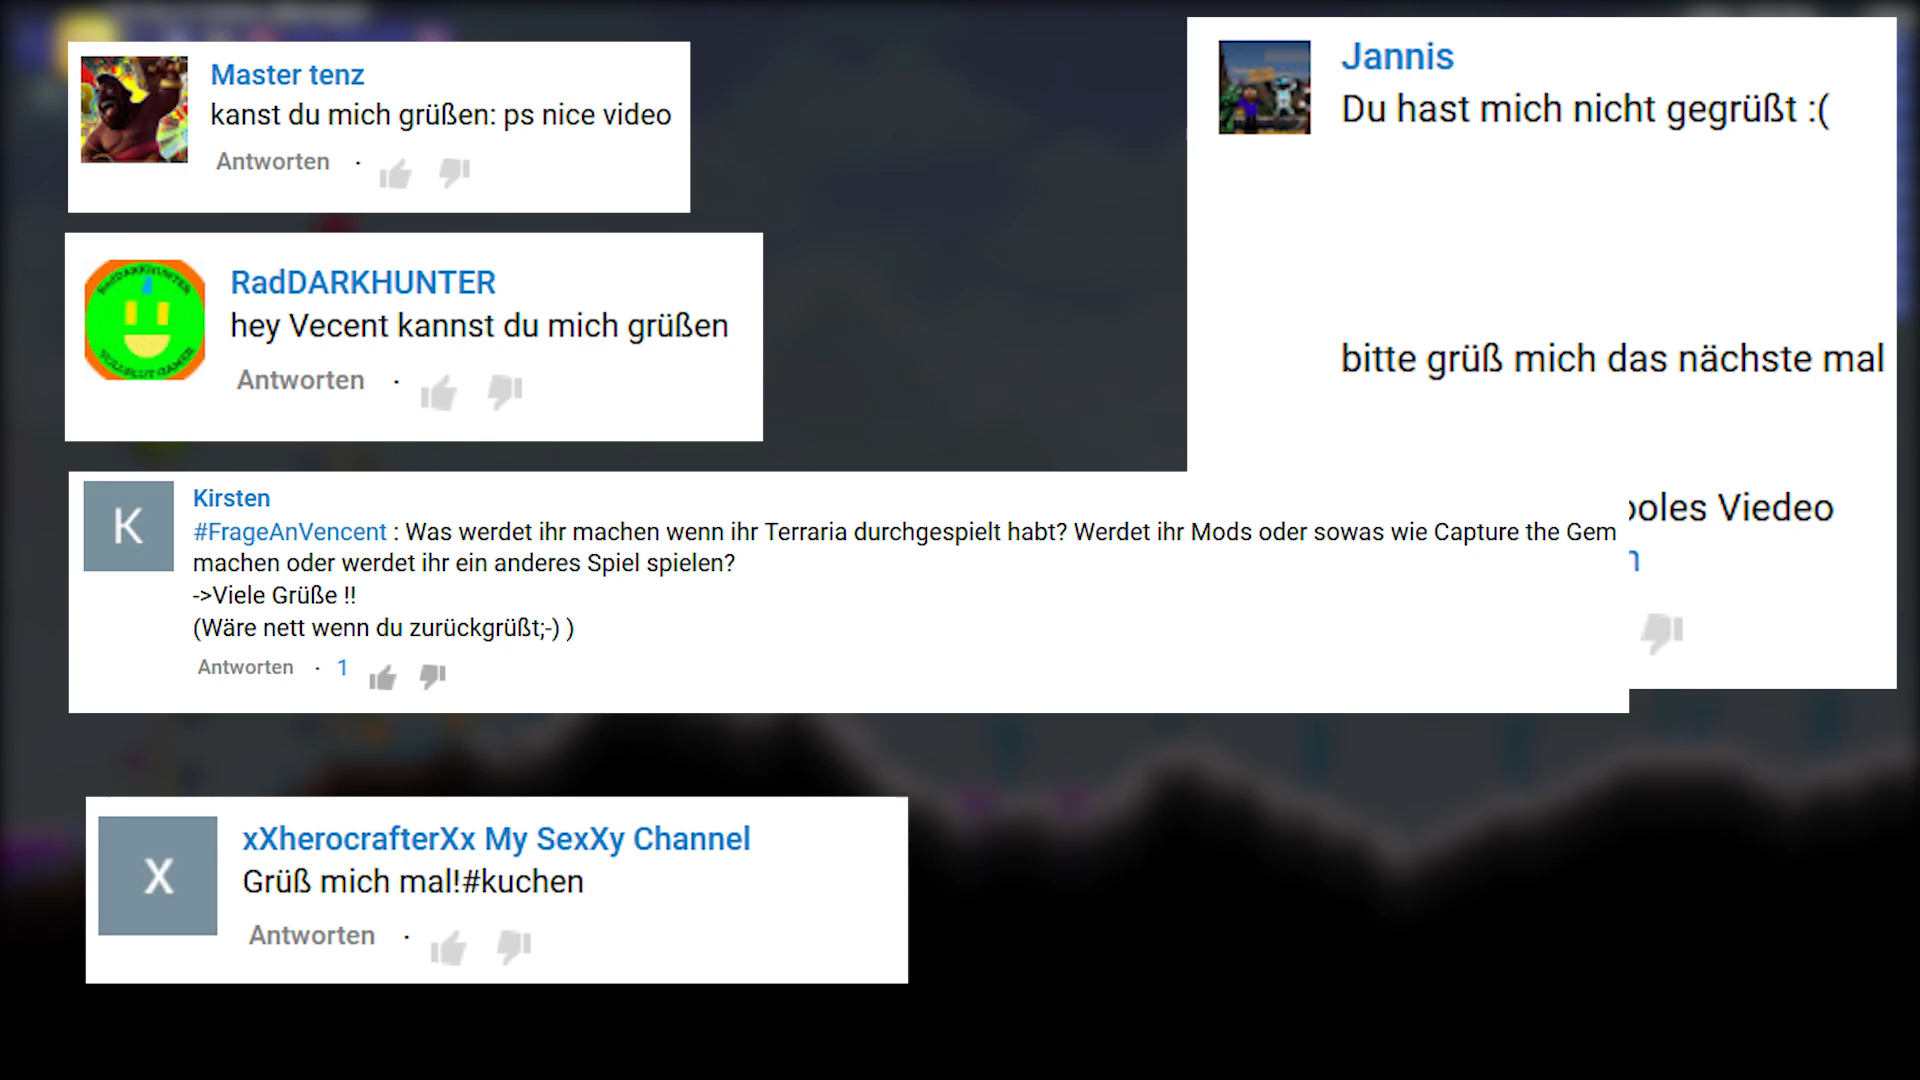 Master tenz
kanst du mich grüßen: ps nice video
Antworten ·
RadDARKHUNTER
hey Vecent kannst du mich grüßen
Antworten ·
RadDARKHUNTER
VOLLBLUT GAMER
Jannis
Du hast mich nicht gegrüßt :(
bitte grüß mich das nächste mal
Viedeo
K
Kirsten
#FrageAnVencent : Was werdet ihr machen wenn ihr Terraria durchgespielt habt? Werdet ihr Mods oder sowas wie Capture the Gem
machen oder werdet ihr ein anderes Spiel spielen?
->Viele Grüße !!
(Wäre nett wenn du zurückgrüßt;-) )
Antworten · 1
X
xXherocrafterXx My SexXy Channel
Grüß mich mal!#kuchen
Antworten ·